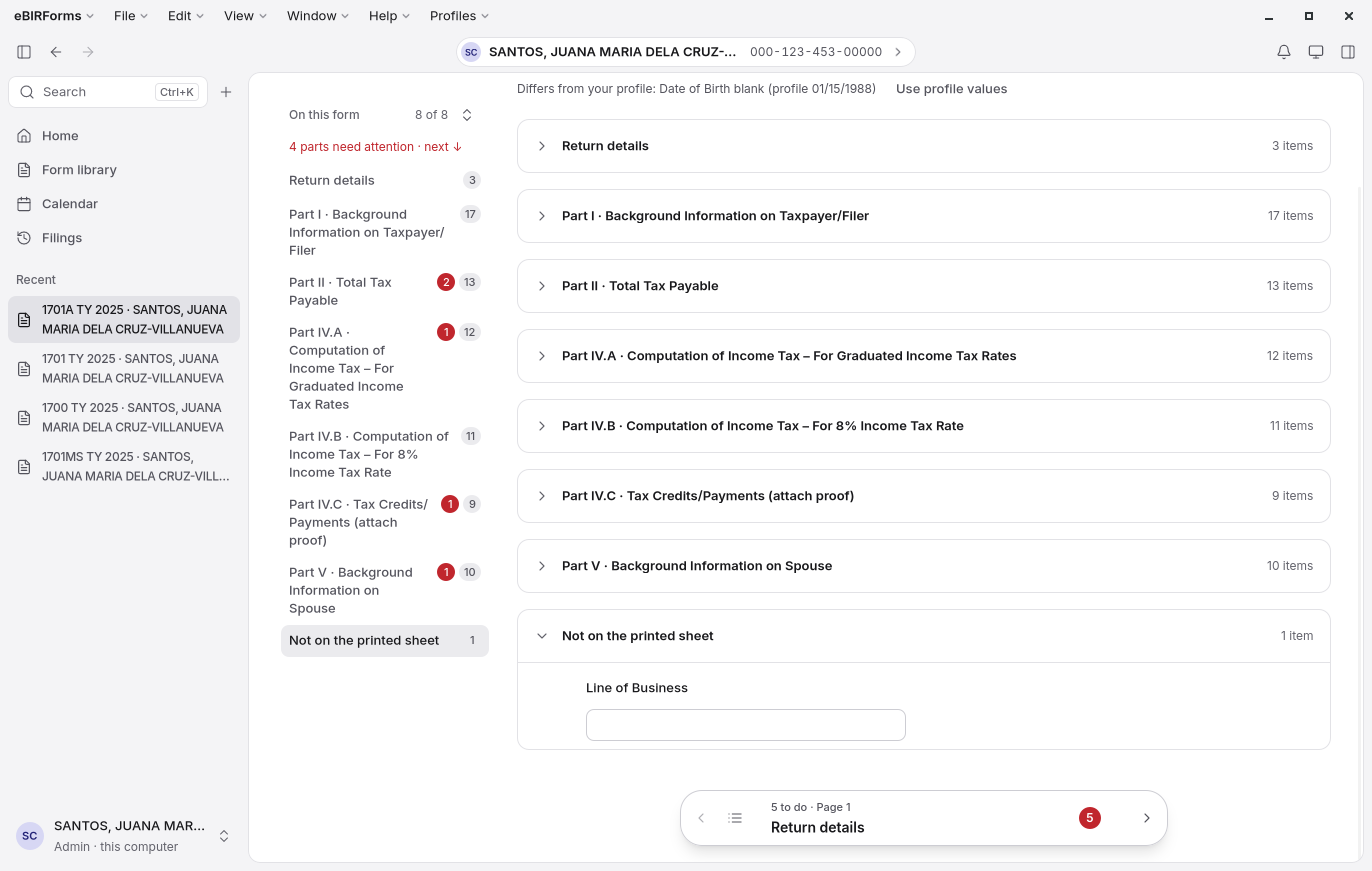 eBIRForms File Edit View Window Help Profiles
SC SANTOS, JUANA MARIA DELA CRUZ-... 000-123-453-00000
Search Ctrl+K
Home
Form library
Calendar
Filings
Recent
1701A TY 2025 · SANTOS, JUANA
MARIA DELA CRUZ-VILLANUEVA
1701 TY 2025 · SANTOS, JUANA
MARIA DELA CRUZ-VILLANUEVA
1700 TY 2025 · SANTOS, JUANA
MARIA DELA CRUZ-VILLANUEVA
1701MS TY 2025 · SANTOS,
JUANA MARIA DELA CRUZ-VILL...
SC SANTOS, JUANA MAR...
Admin · this computer
On this form 8 of 8
4 parts need attention · next ↓
Return details 3
Part I · Background 17
Information on Taxpayer/
Filer
Part II · Total Tax 2 13
Payable
Part IV.A · 1 12
Computation of
Income Tax – For
Graduated Income
Tax Rates
Part IV.B · Computation of 11
Income Tax – For 8%
Income Tax Rate
Part IV.C · Tax Credits/ 1 9
Payments (attach
proof)
Part V · Background 1 10
Information on
Spouse
Not on the printed sheet 1
Differs from your profile: Date of Birth blank (profile 01/15/1988) Use profile values
Return details 3 items
Part I · Background Information on Taxpayer/Filer 17 items
Part II · Total Tax Payable 13 items
Part IV.A · Computation of Income Tax – For Graduated Income Tax Rates 12 items
Part IV.B · Computation of Income Tax – For 8% Income Tax Rate 11 items
Part IV.C · Tax Credits/Payments (attach proof) 9 items
Part V · Background Information on Spouse 10 items
Not on the printed sheet 1 item
Line of Business
5 to do · Page 1
Return details 5